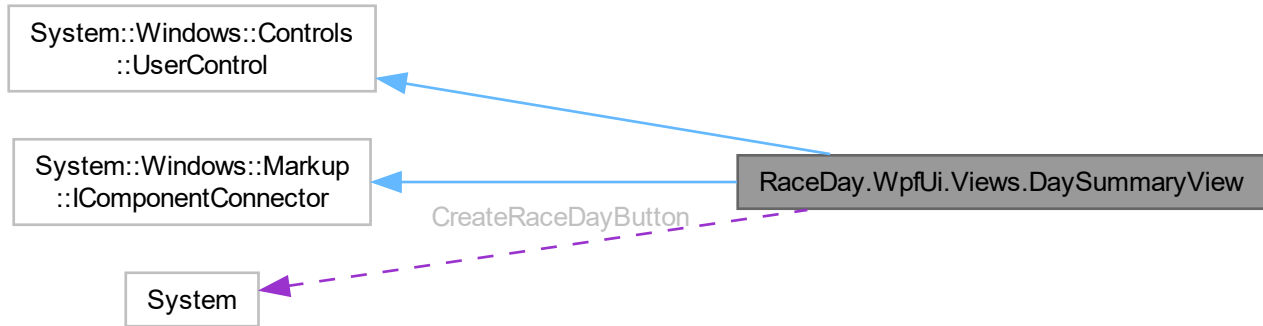 System::Windows::Controls
::UserControl
System::Windows::Markup
::IComponentConnector
RaceDay.WpfUi.Views.DaySummaryView
CreateRaceDayButton
System